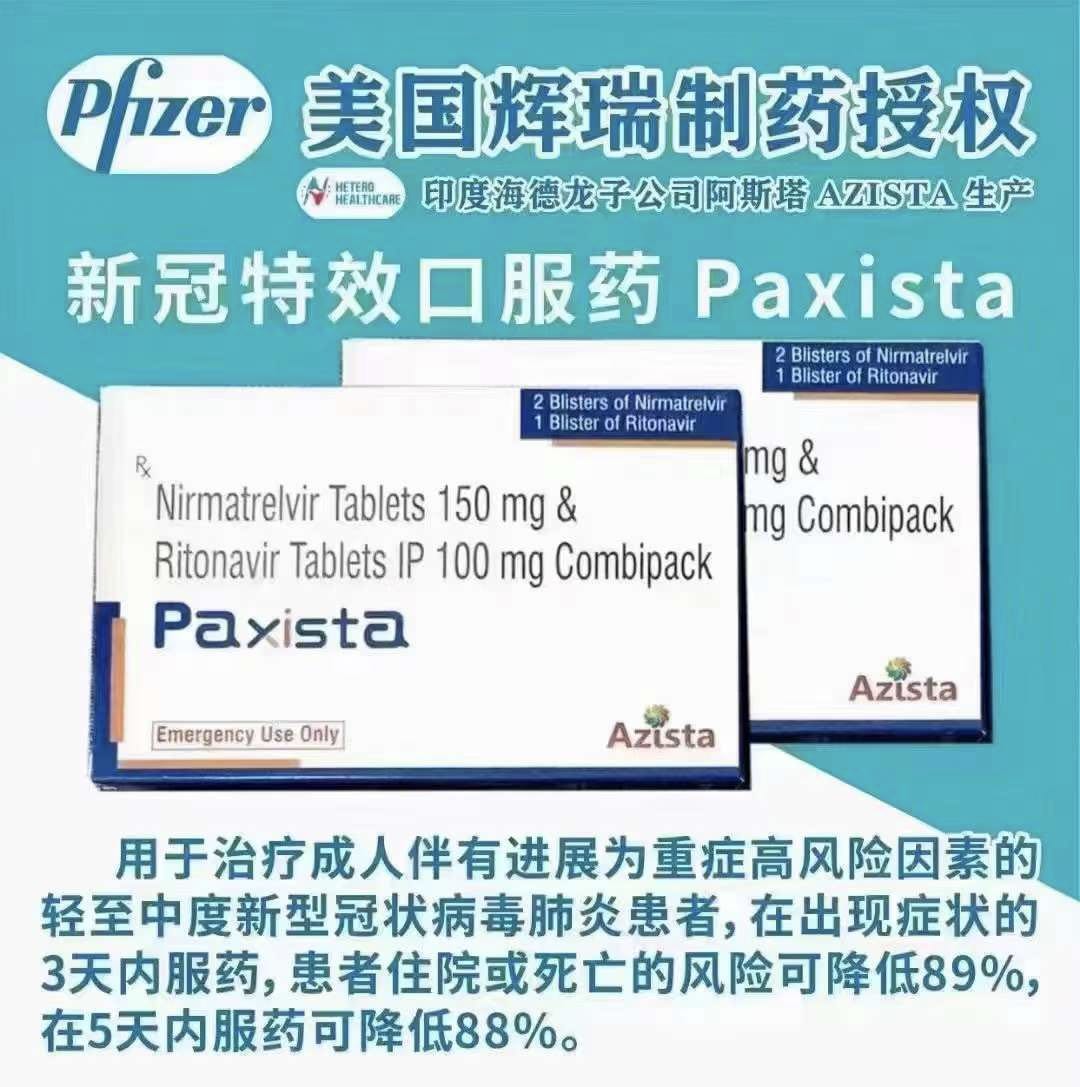 Pfizer 美国辉瑞制药授权
HETERO HEALTHCARE 印度海德龙子公司阿斯塔 AZISTA 生产
新冠特效口服药 Paxista
2 Blisters of Nirmatrelvir
1 Blister of Ritonavir
mg &
mg Combipack
Azista
2 Blisters of Nirmatrelvir
1 Blister of Ritonavir
Rx
Nirmatrelvir Tablets 150 mg &
Ritonavir Tablets IP 100 mg Combipack
Paxista
Emergency Use Only
Azista
用于治疗成人伴有进展为重症高风险因素的
轻至中度新型冠状病毒肺炎患者,在出现症状的
3天内服药,患者住院或死亡的风险可降低89%,
在5天内服药可降低88%。